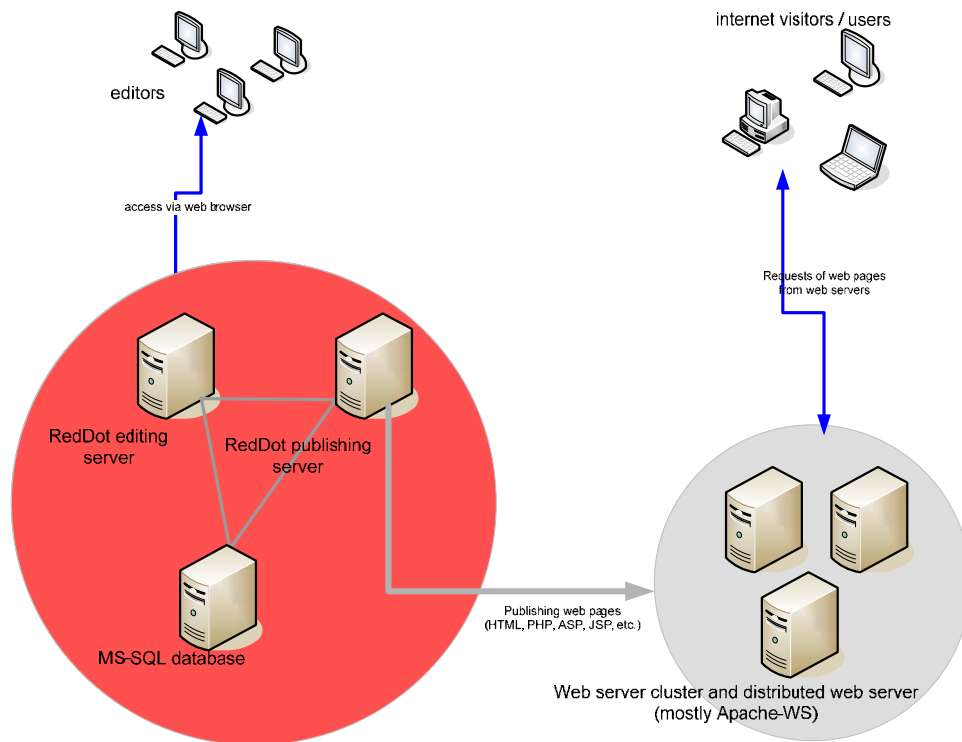 internet visitors / users
editors
access via web browser
Requests of web pages
from web servers
RedDot editing
server
RedDot publishing
server
MS-SQL database
Publishing web pages
(HTML, PHP, ASP, JSP, etc.)
Web server cluster and distributed web server
(mostly Apache-WS)